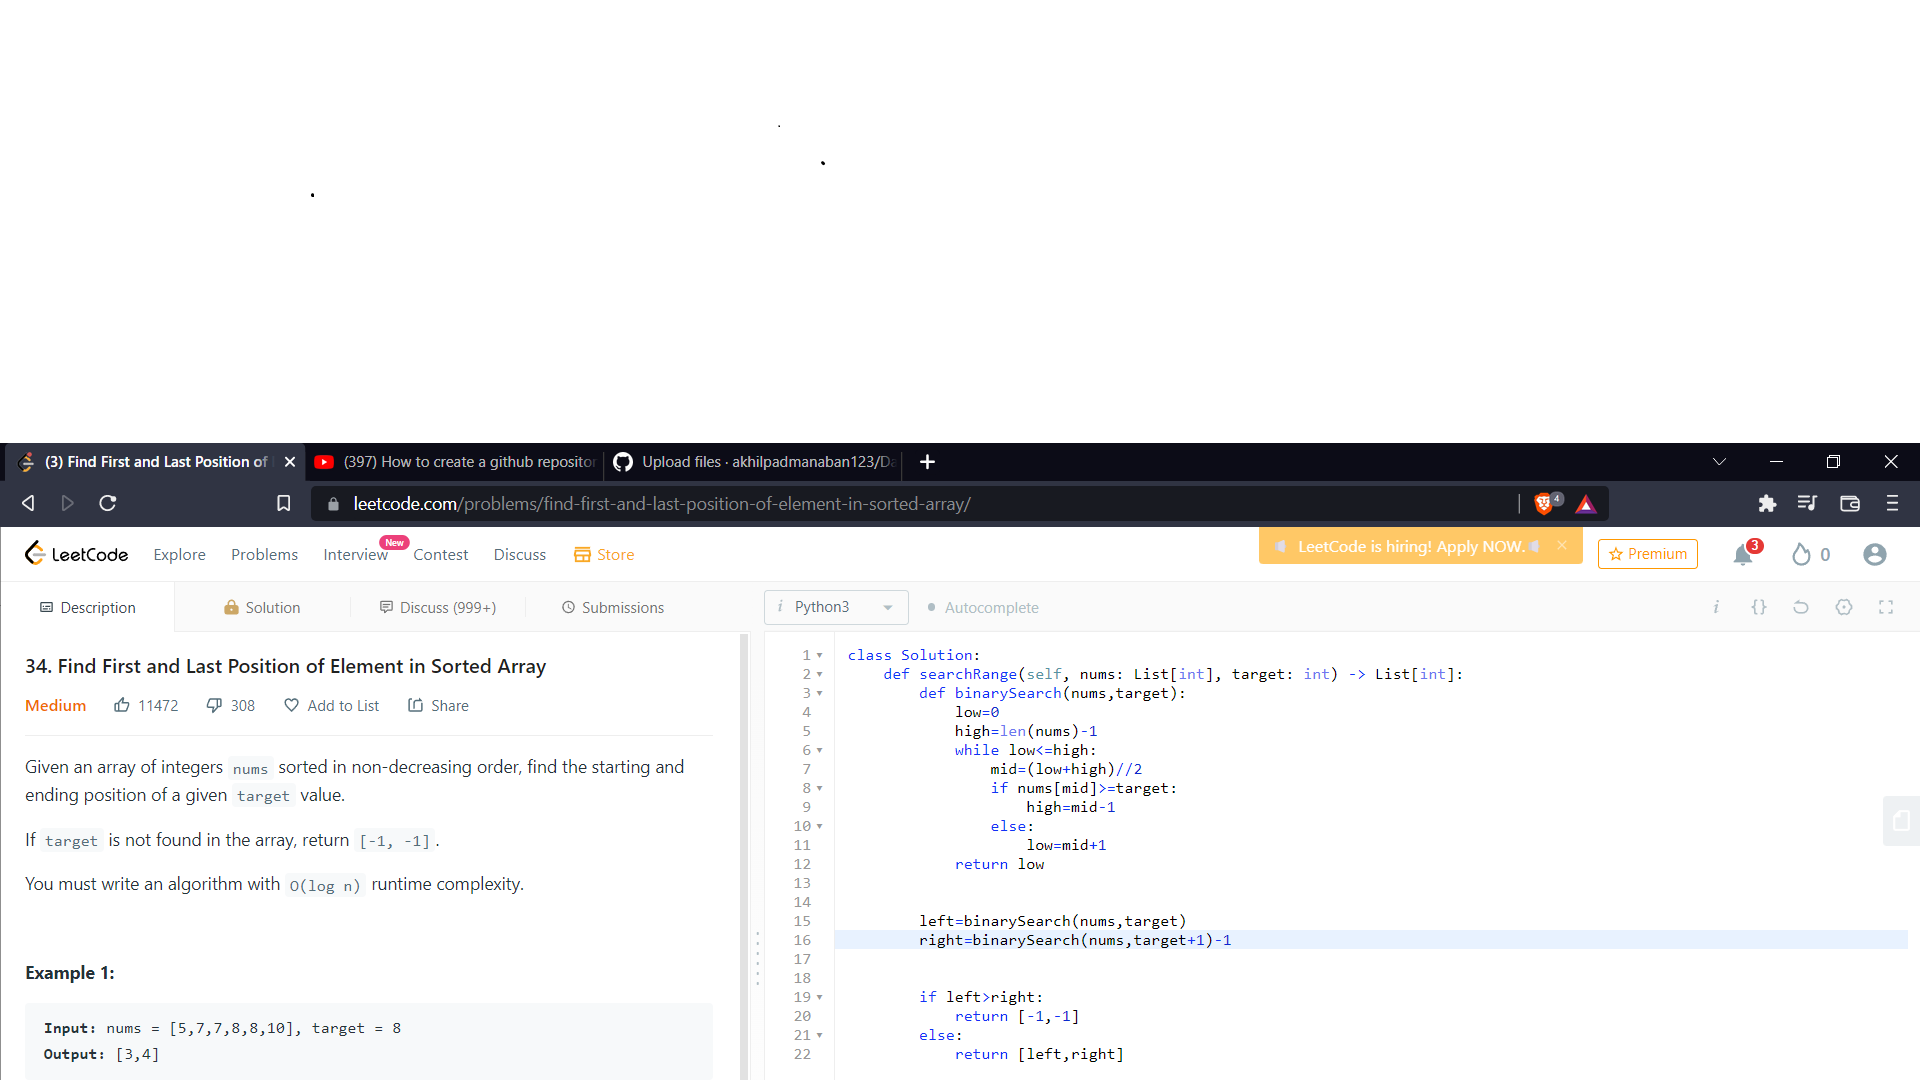 (3) Find First and Last Position of
(397) How to create a github repositor
Upload files · akhilpadmanaban123/Da
leetcode.com/problems/find-first-and-last-position-of-element-in-sorted-array/
4
LeetCode
Explore
Problems
Interview
New
Contest
Discuss
Store
LeetCode is hiring! Apply NOW.
Premium
3
0
Description
Solution
Discuss (999+)
Submissions
i Python3
Autocomplete
34. Find First and Last Position of Element in Sorted Array
Medium
11472
308
Add to List
Share
Given an array of integers nums sorted in non-decreasing order, find the starting and
ending position of a given target value.
If target is not found in the array, return [-1, -1].
You must write an algorithm with O(log n) runtime complexity.
Example 1:
Input: nums = [5,7,7,8,8,10], target = 8
Output: [3,4]
1 class Solution:
2     def searchRange(self, nums: List[int], target: int) -> List[int]:
3         def binarySearch(nums,target):
4             low=0
5             high=len(nums)-1
6             while low<=high:
7                 mid=(low+high)//2
8                 if nums[mid]>=target:
9                     high=mid-1
10                 else:
11                     low=mid+1
12             return low
13
14
15         left=binarySearch(nums,target)
16         right=binarySearch(nums,target+1)-1
17
18
19         if left>right:
20             return [-1,-1]
21         else:
22             return [left,right]